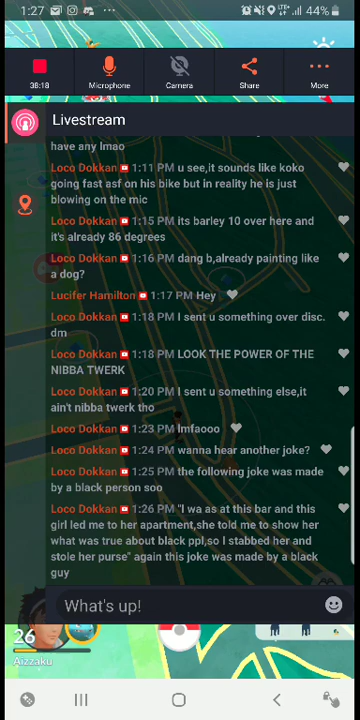 1:27
44%
38:18
Microphone
Camera
Share
More
Livestream
have any lmao
Loco Dokkan 1:11 PM u see,it sounds like koko
going fast asf on his bike but in reality he is just
blowing on the mic
Loco Dokkan 1:15 PM its barley 10 over here and
it's already 86 degrees
Loco Dokkan 1:16 PM dang b,already painting like
a dog?
Lucifer Hamilton 1:17 PM Hey
Loco Dokkan 1:18 PM I sent u something over disc.
dm
Loco Dokkan 1:18 PM LOOK THE POWER OF THE
NIBBA TWERK
Loco Dokkan 1:20 PM I sent u something else,it
ain't nibba twerk tho
Loco Dokkan 1:23 PM lmfaooo
Loco Dokkan 1:24 PM wanna hear another joke?
Loco Dokkan 1:25 PM the following joke was made
by a black person soo
Loco Dokkan 1:26 PM "I wa as at this bar and this
girl led me to her apartment,she told me to show her
what was true about black ppl,so I stabbed her and
stole her purse" again this joke was made by a black
guy
What's up!
26
Aizzaku